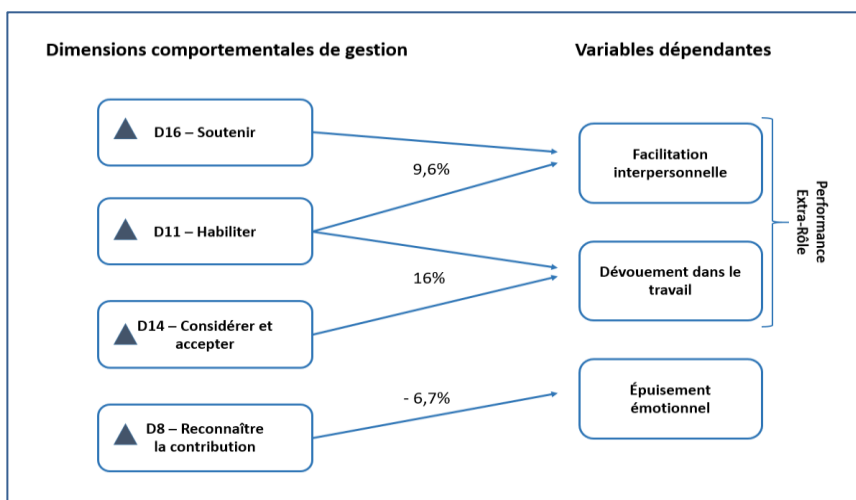 Dimensions comportementales de gestion
Variables dépendantes
D16 – Soutenir
9,6%
Facilitation
interpersonnelle
D11 – Habiliter
16%
Dévouement dans le
travail
Performance
Extra-Rôle
D14 – Considérer et
accepter
- 6,7%
Épuisement
émotionnel
D8 – Reconnaître
la contribution